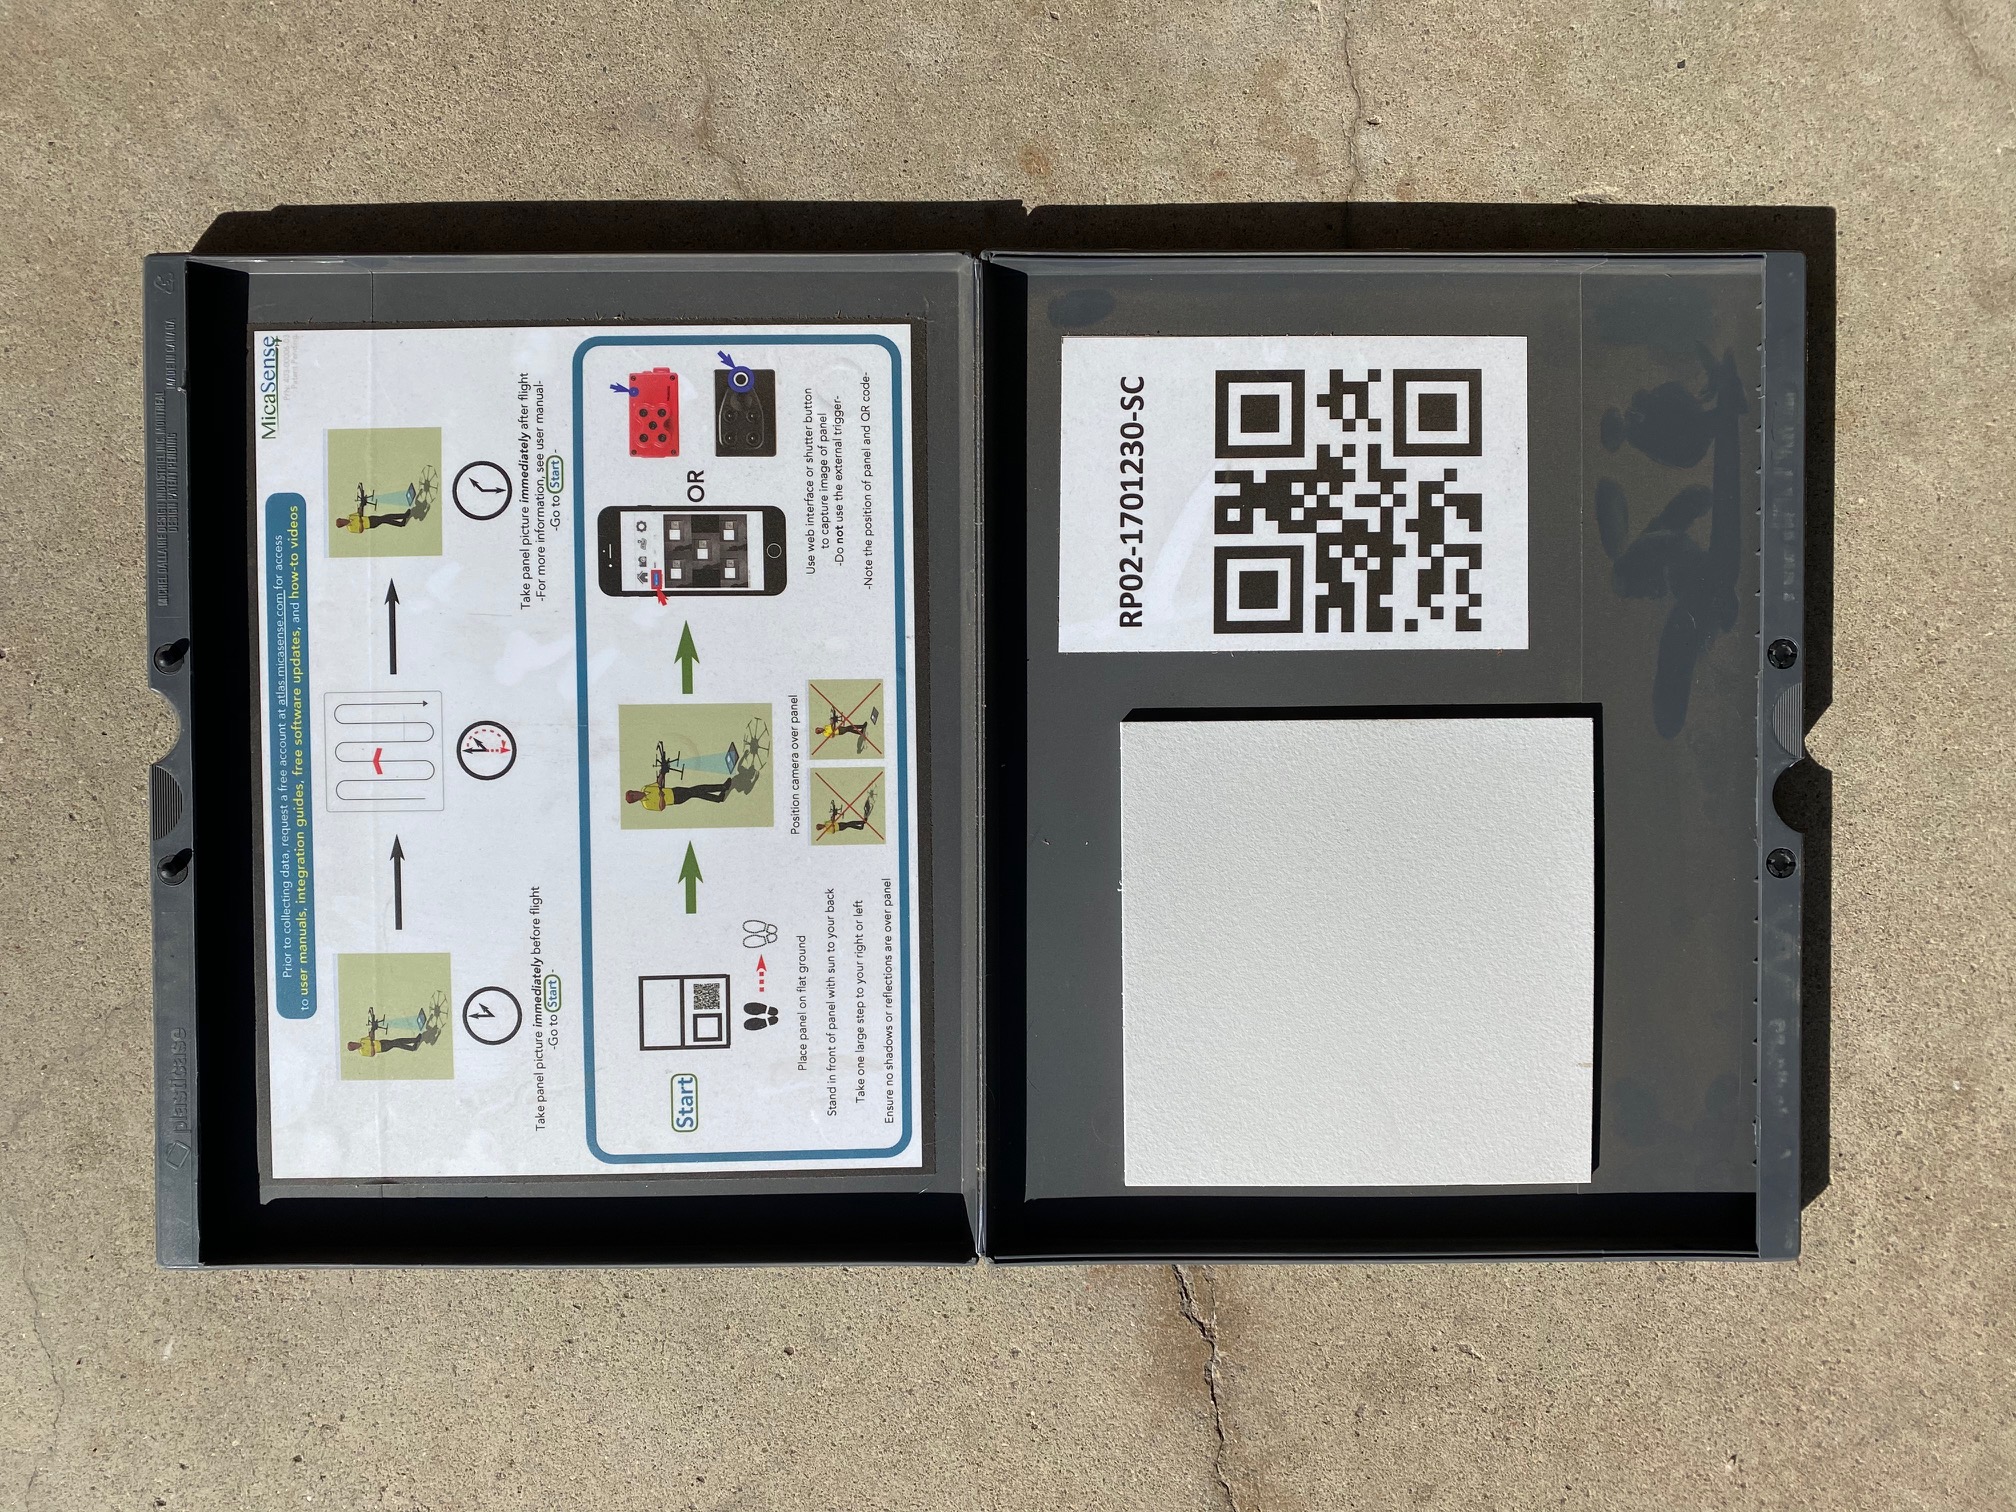 plasticase
MICHEL DALLAIRE DESIGN INDUSTRIEL INC. MONTREAL
DESIGN PATENT PENDING
MADE IN CANADA
Prior to collecting data, request a free account at atlas.micasense.com for access
to user manuals, integration guides, free software updates, and how-to videos
MicaSense
Patent Pending
Take panel picture immediately before flight
-Go to Start -
Take panel picture immediately after flight
-For more information, see user manual-
-Go to Start -
Start
OR
Place panel on flat ground
Stand in front of panel with sun to your back
Take one large step to your right or left
Ensure no shadows or reflections are over panel
Position camera over panel
Use web interface or shutter button
to capture image of panel
-Do not use the external trigger-
-Note the position of panel and QR code-
RP02-1701230-SC